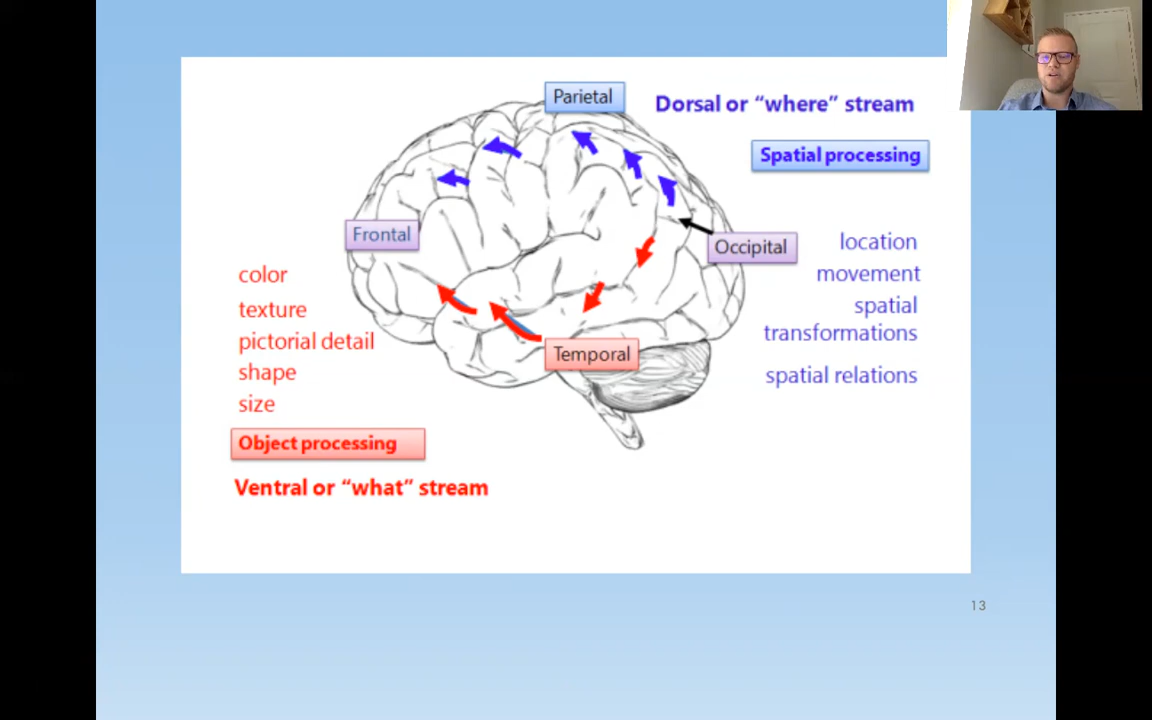 Parietal
Dorsal or “where” stream
Spatial processing
Frontal
Occipital
location
movement
spatial
transformations
spatial relations
color
texture
pictorial detail
shape
size
Temporal
Object processing
Ventral or “what” stream
13